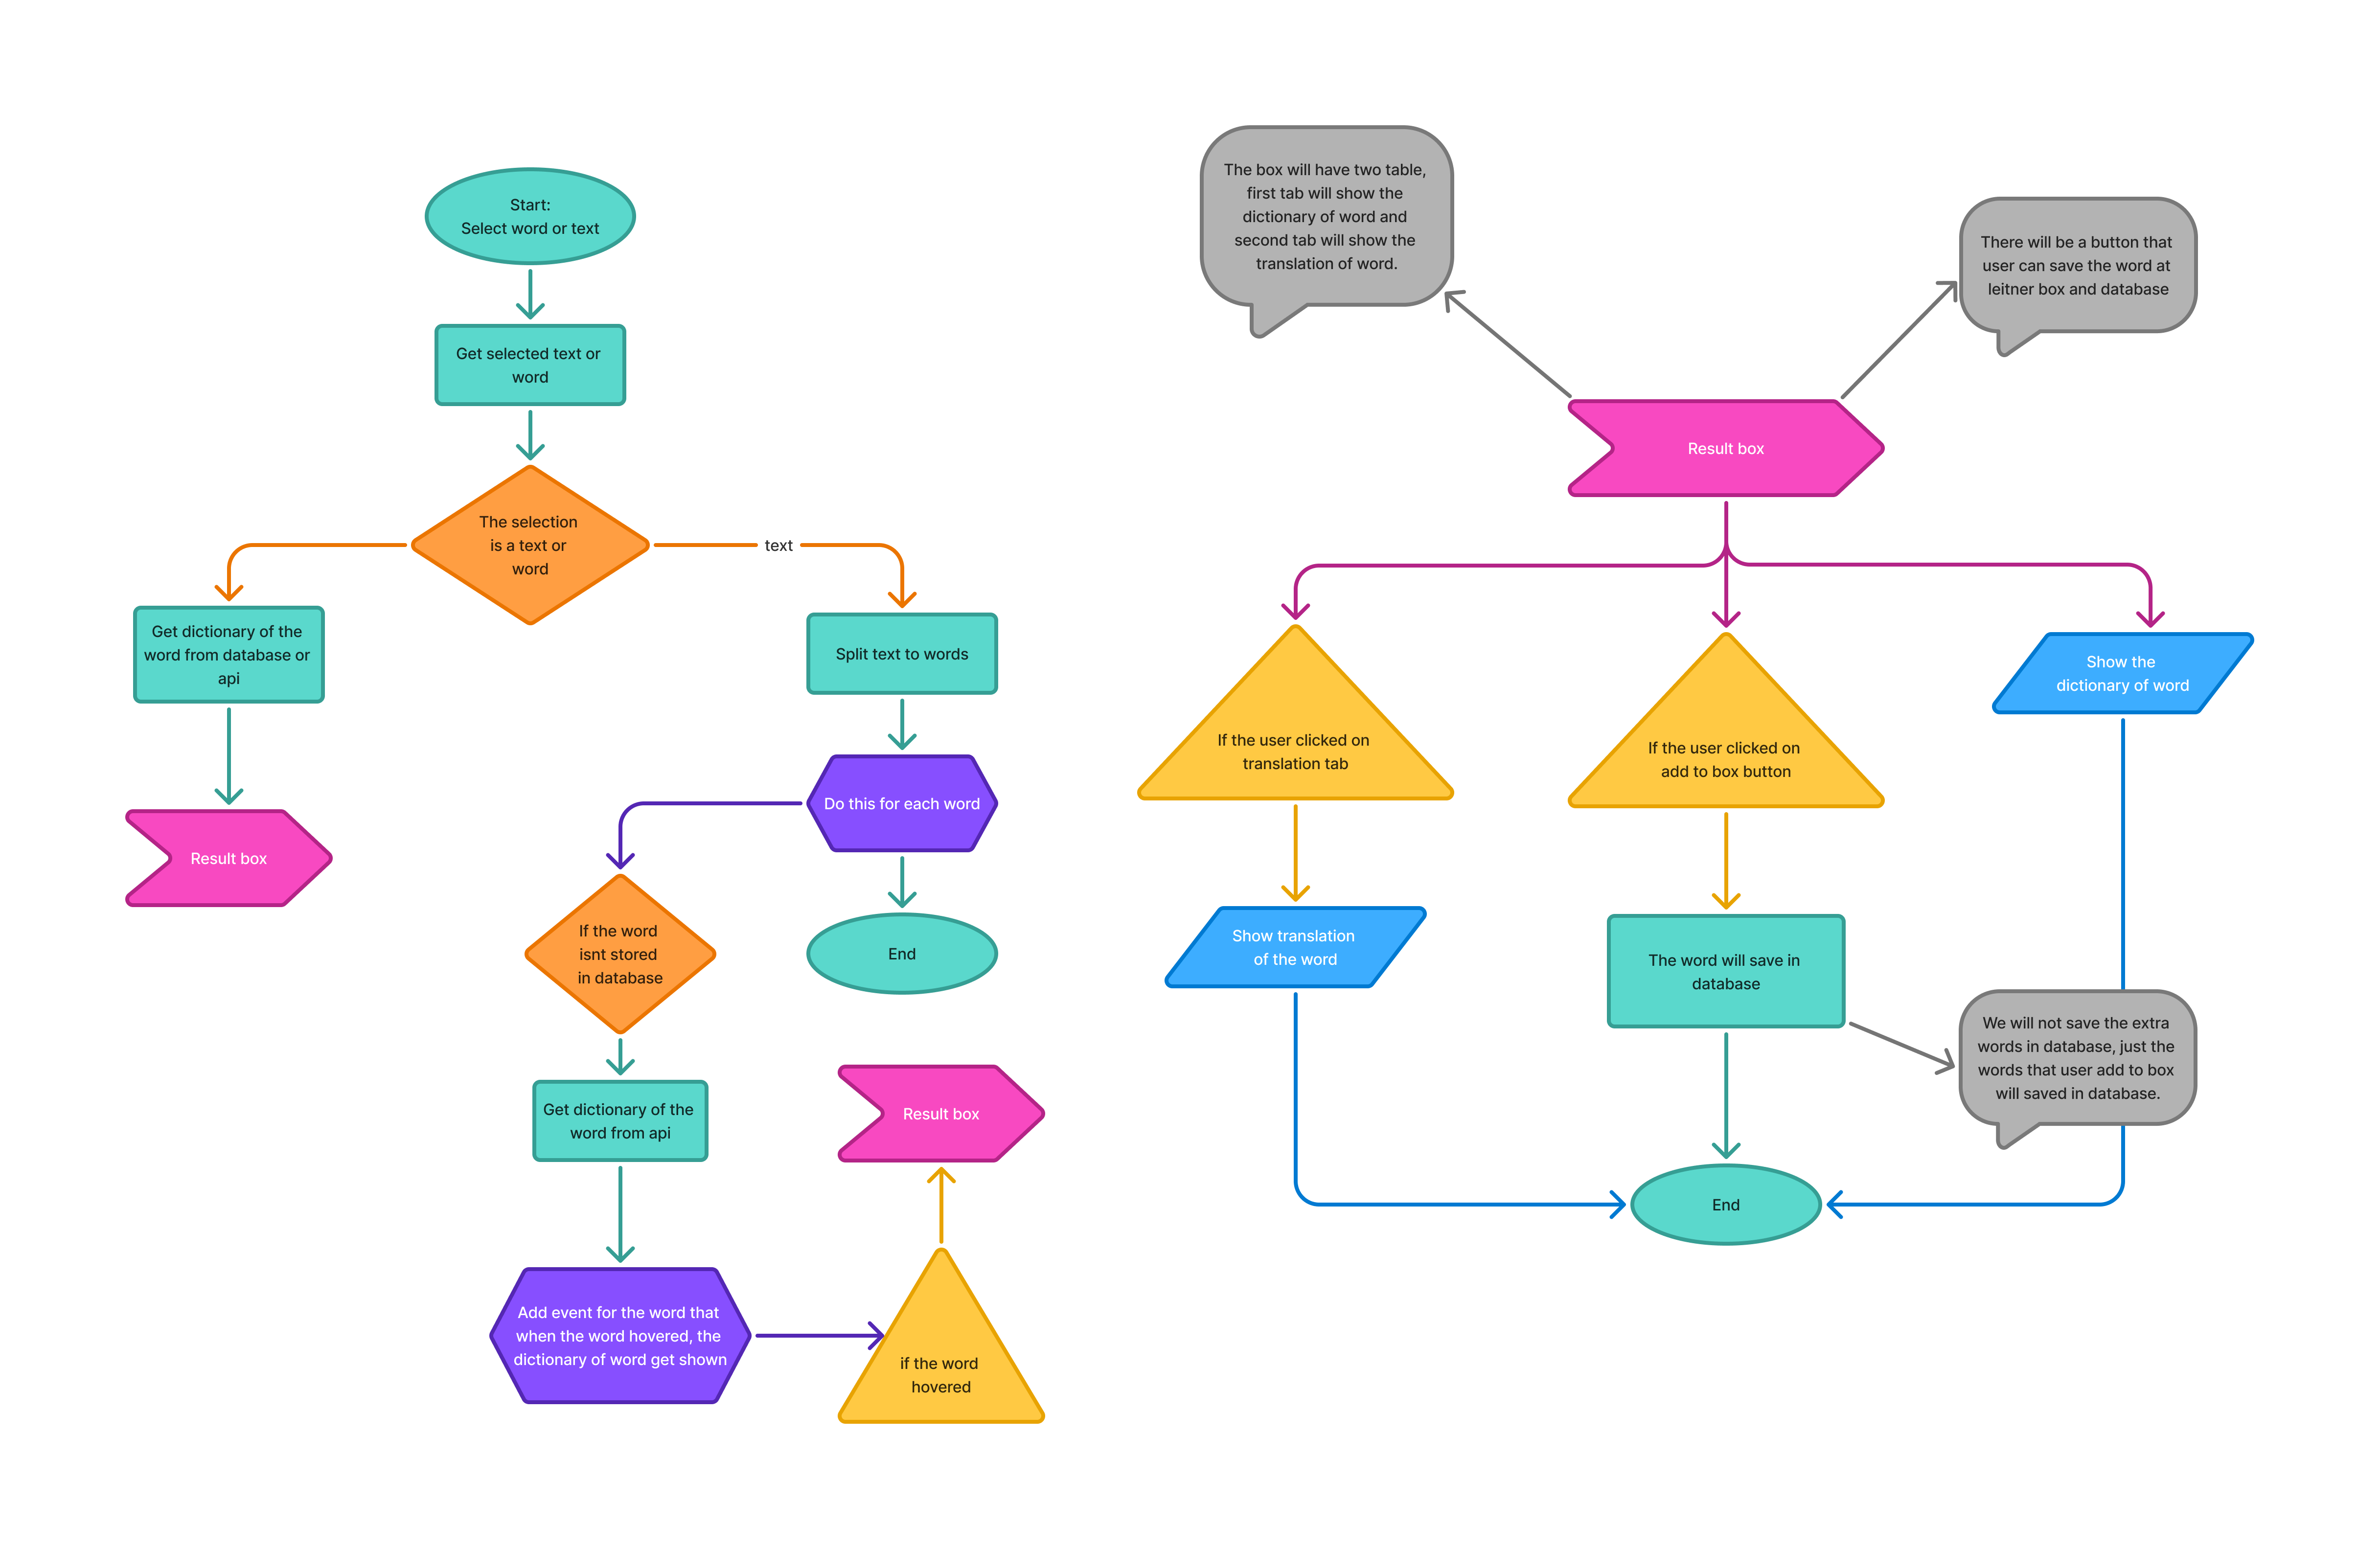 Start:
Select word or text
Get selected text or
word
The selection
is a text or
word
text
Get dictionary of the
word from database or
api
Result box
Split text to words
Do this for each word
End
If the word
isnt stored
in database
Get dictionary of the
word from api
Add event for the word that
when the word hovered, the
dictionary of word get shown
if the word
hovered
Result box
The box will have two table,
first tab will show the
dictionary of word and
second tab will show the
translation of word.
There will be a button that
user can save the word at
leitner box and database
Result box
If the user clicked on
translation tab
If the user clicked on
add to box button
Show the
dictionary of word
Show translation
of the word
The word will save in
database
We will not save the extra
words in database, just the
words that user add to box
will saved in database.
End